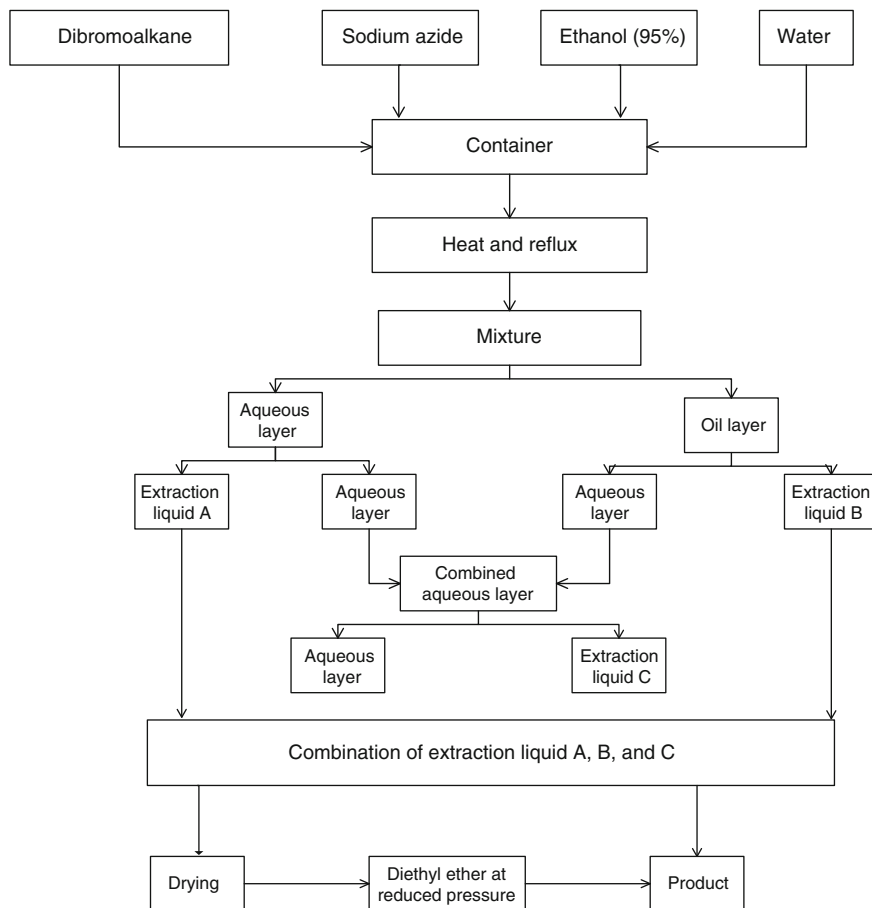 Dibromoalkane
Sodium azide
Ethanol (95%)
Water
Container
Heat and reflux
Mixture
Aqueous
layer
Oil layer
Extraction
liquid A
Aqueous
layer
Aqueous
layer
Extraction
liquid B
Combined
aqueous layer
Aqueous
layer
Extraction
liquid C
Combination of extraction liquid A, B, and C
Drying
Diethyl ether at
reduced pressure
Product